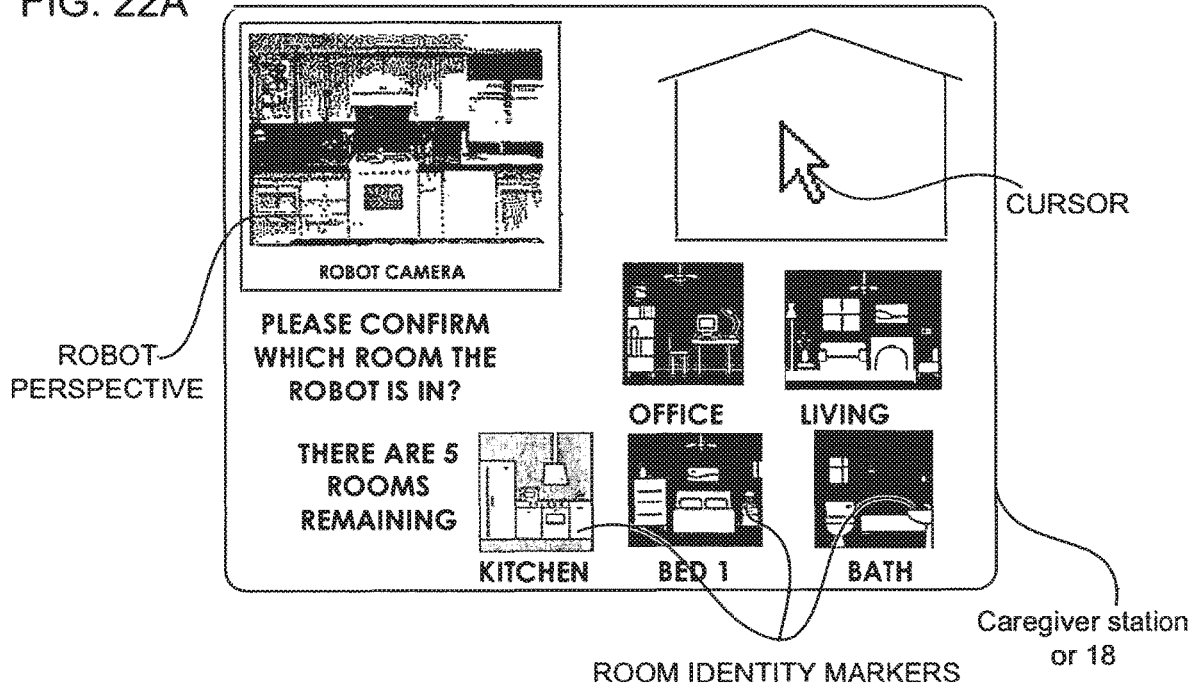 FIG. 22A
ROBOT CAMERA
CURSOR
ROBOT
PERSPECTIVE
PLEASE CONFIRM
WHICH ROOM THE
ROBOT IS IN?
OFFICE
LIVING
THERE ARE 5
ROOMS
REMAINING
KITCHEN
BED 1
BATH
Caregiver station
or 18
ROOM IDENTITY MARKERS